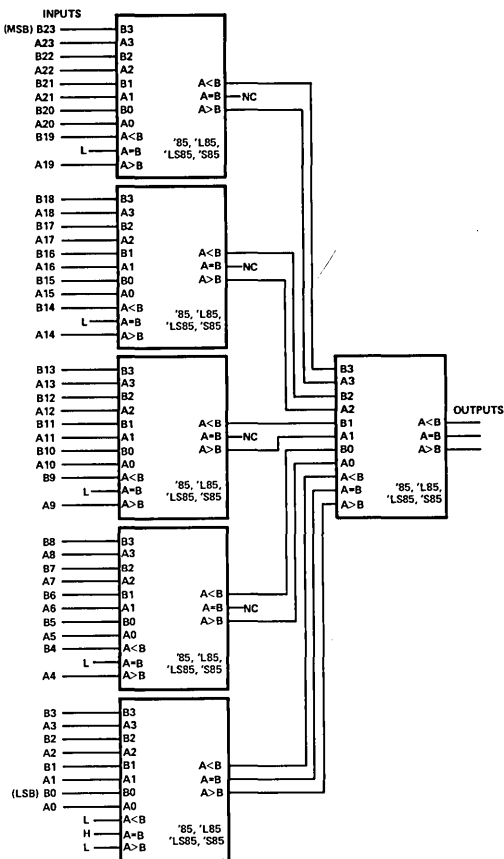 INPUTS
(MSB) B23 B3
A23 A3
B22 B2
A22 A2
B21 B1 A<B
A21 A1 A=B NC
B20 B0 A>B
A20 A0
B19 A<B
L A=B '85, 'L85,
'LS85, 'S85
A19 A>B
B18 B3
A18 A3
B17 B2
A17 A2
B16 B1 A<B
A16 A1 A=B NC
B15 B0 A>B
A15 A0
B14 A<B
L A=B '85, 'L85,
'LS85, 'S85
A14 A>B
B13 B3
A13 A3
B12 B2
A12 A2
B11 B1 A<B
A11 A1 A=B NC
B10 B0 A>B
A10 A0
B9 A<B
L A=B '85, 'L85,
'LS85, 'S85
A9 A>B
B8 B3
A8 A3
B7 B2
A7 A2
B6 B1 A<B
A6 A1 A=B NC
B5 B0 A>B
A5 A0
B4 A<B
L A=B '85, 'L85,
'LS85, 'S85
A4 A>B
B3 B3
A3 A3
B2 B2
A2 A2
B1 B1 A<B
A1 A1 A=B
(LSB) B0 B0 A>B
A0 A0
L A<B
H A=B '85, 'L85
L A>B 'LS85, 'S85
B3
A3
B2
A2 OUTPUTS
B1 A<B
A1 A=B
B0 A>B
A0
A<B
A=B '85, 'L85,
A>B 'LS85, 'S85